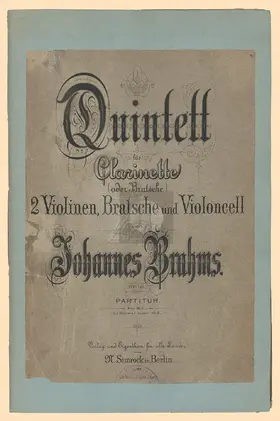 Quintett
für
Clarinette
(oder Bratsche)
2 Violinen, Bratsche und Violoncell
Johannes Brahms.
PARTITUR.
Verlag und Eigenthum für alle Länder
N. Simrock in Berlin